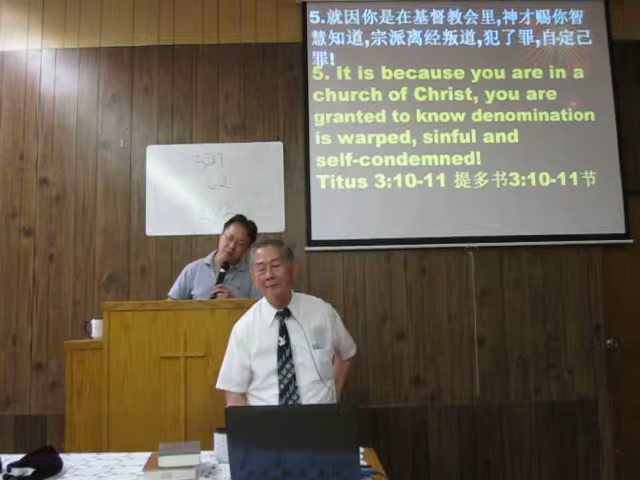 5.就因你是在基督教会里,神才赐你智
慧知道,宗派离经叛道,犯了罪,自定己
罪!
5. It is because you are in a
church of Christ, you are
granted to know denomination
is warped, sinful and
self-condemned!
Titus 3:10-11 提多书3:10-11节